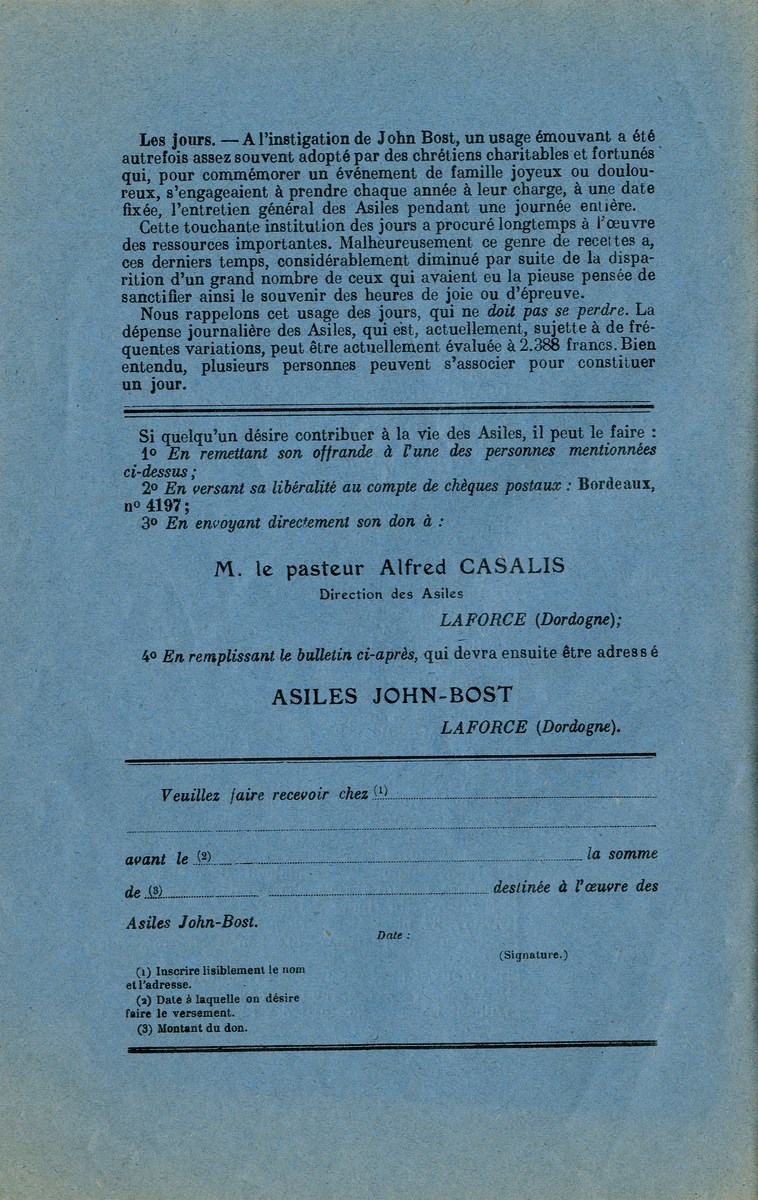 Les jours. — A l'instigation de John Bost, un usage émouvant a été
autrefois assez souvent adopté par des chrétiens charitables et fortunés
qui, pour commémorer un événement de famille joyeux ou doulou-
reux, s'engageaient à prendre chaque année à leur charge, à une date
fixée, l'entretien général des Asiles pendant une journée entière.
Cette touchante institution des jours a procuré longtemps à l'œuvre
des ressources importantes. Malheureusement ce genre de recettes a,
ces derniers temps, considérablement diminué par suite de la dispa-
rition d'un grand nombre de ceux qui avaient eu la pieuse pensée de
sanctifier ainsi le souvenir des heures de joie ou d'épreuve.
Nous rappelons cet usage des jours, qui ne doit pas se perdre. La
dépense journalière des Asiles, qui est, actuellement, sujette à de fré-
quentes variations, peut être actuellement évaluée à 2.388 francs. Bien
entendu, plusieurs personnes peuvent s'associer pour constituer
un jour.
Si quelqu'un désire contribuer à la vie des Asiles, il peut le faire :
1º En remettant son offrande à l'une des personnes mentionnées
ci-dessus ;
2º En versant sa libéralité au compte de chèques postaux : Bordeaux,
nº 4197 ;
3º En envoyant directement son don à :
M. le pasteur Alfred CASALIS
Direction des Asiles
LAFORCE (Dordogne);
4º En remplissant le bulletin ci-après, qui devra ensuite être adressé
ASILES JOHN-BOST
LAFORCE (Dordogne).
Veuillez faire recevoir chez (1)
avant le (2) la somme
de (3) destinée à l'œuvre des
Asiles John-Bost.
Date :
(Signature.)
(1) Inscrire lisiblement le nom
et l'adresse.
(2) Date à laquelle on désire
faire le versement.
(3) Montant du don.